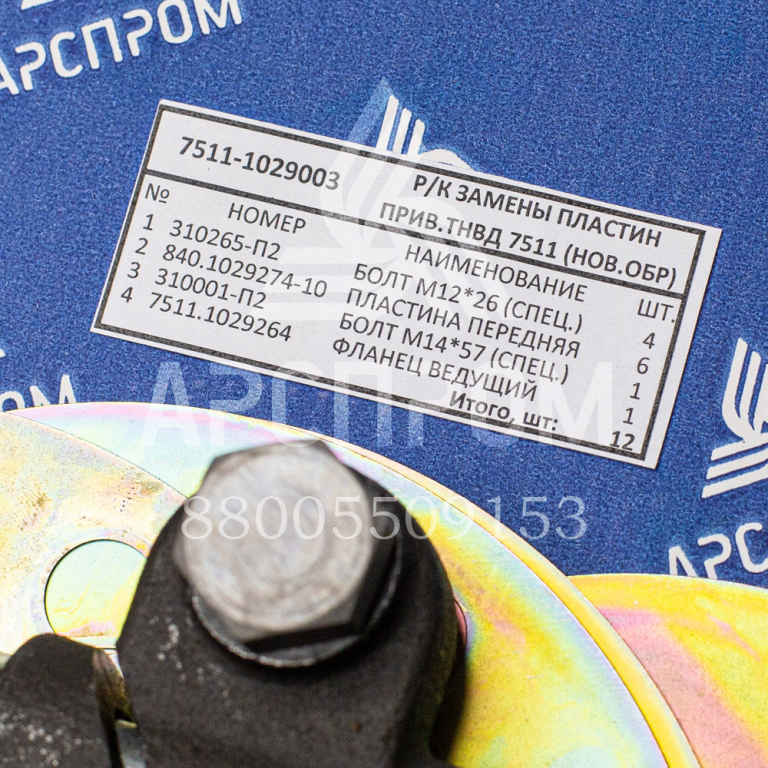 АРСПРОМ
7511-1029003 Р/К ЗАМЕНЫ ПЛАСТИН
ПРИВ.ТНВД 7511 (НОВ.ОБР)
№ НОМЕР НАИМЕНОВАНИЕ ШТ.
1 310265-П2 БОЛТ М12*26 (СПЕЦ.) 4
2 840.1029274-10 ПЛАСТИНА ПЕРЕДНЯЯ 6
3 310001-П2 БОЛТ М14*57 (СПЕЦ.) 1
4 7511.1029264 ФЛАНЕЦ ВЕДУЩИЙ 1
Итого, шт: 12
АРСПРОМ
88005509153
АРСПРО